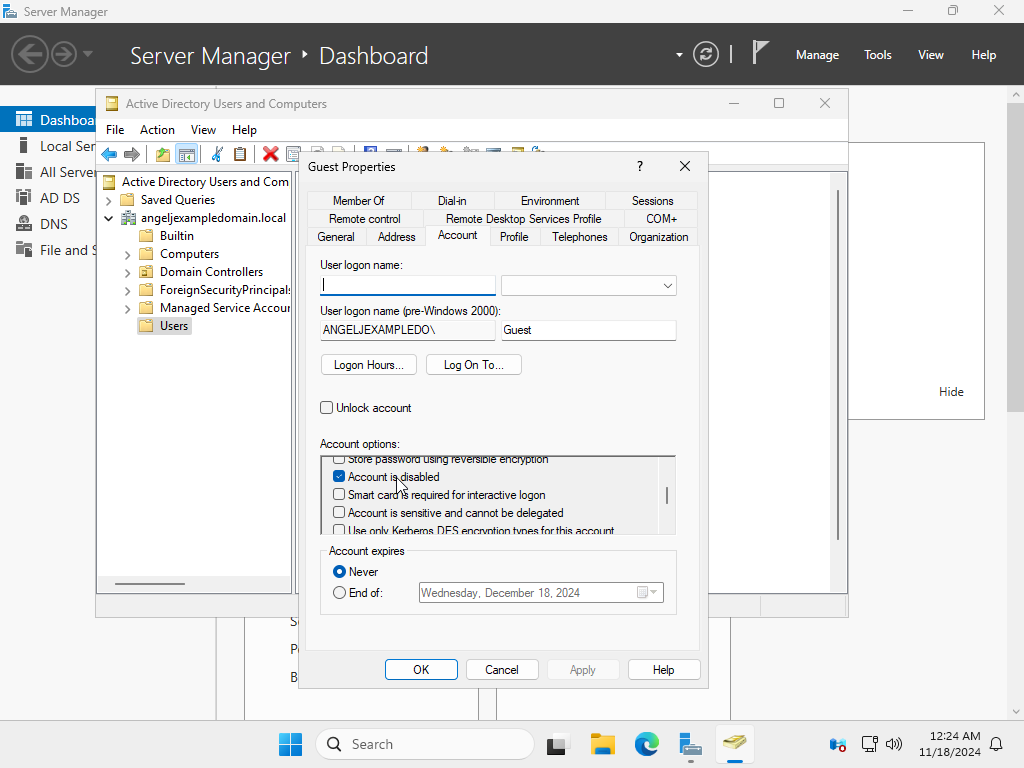 Server Manager
Server Manager
Dashboard
Manage
Tools
View
Help
Local
All
AD DS
DNS
File and
Active Directory Users and Computers
File
Action
View
Help
Active Directory Users and Com
Saved Queries
angeljexampledomain.local
Builtin
Computers
Domain Controllers
ForeignSecurityPrincipals
Managed Service
Users
Guest Properties
?
Member Of
Dial-in
Environment
Sessions
Remote control
Remote Desktop Services Profile
COM+
General
Address
Account
Profile
Telephones
Organization
User logon name:
User logon name (pre-Windows 2000):
ANGELJEXAMPLEDO\
Guest
Logon Hours...
Log On To...
Unlock account
Account options:
Store password using reversible encryption
Account is disabled
Smart card is required for interactive logon
Account is sensitive and cannot be delegated
Use only Kerberos DES encryption types for this account
Account expires
Never
End of:
Wednesday, December 18, 2024
OK
Cancel
Apply
Help
Hide
Search
12:24 AM
11/18/2024